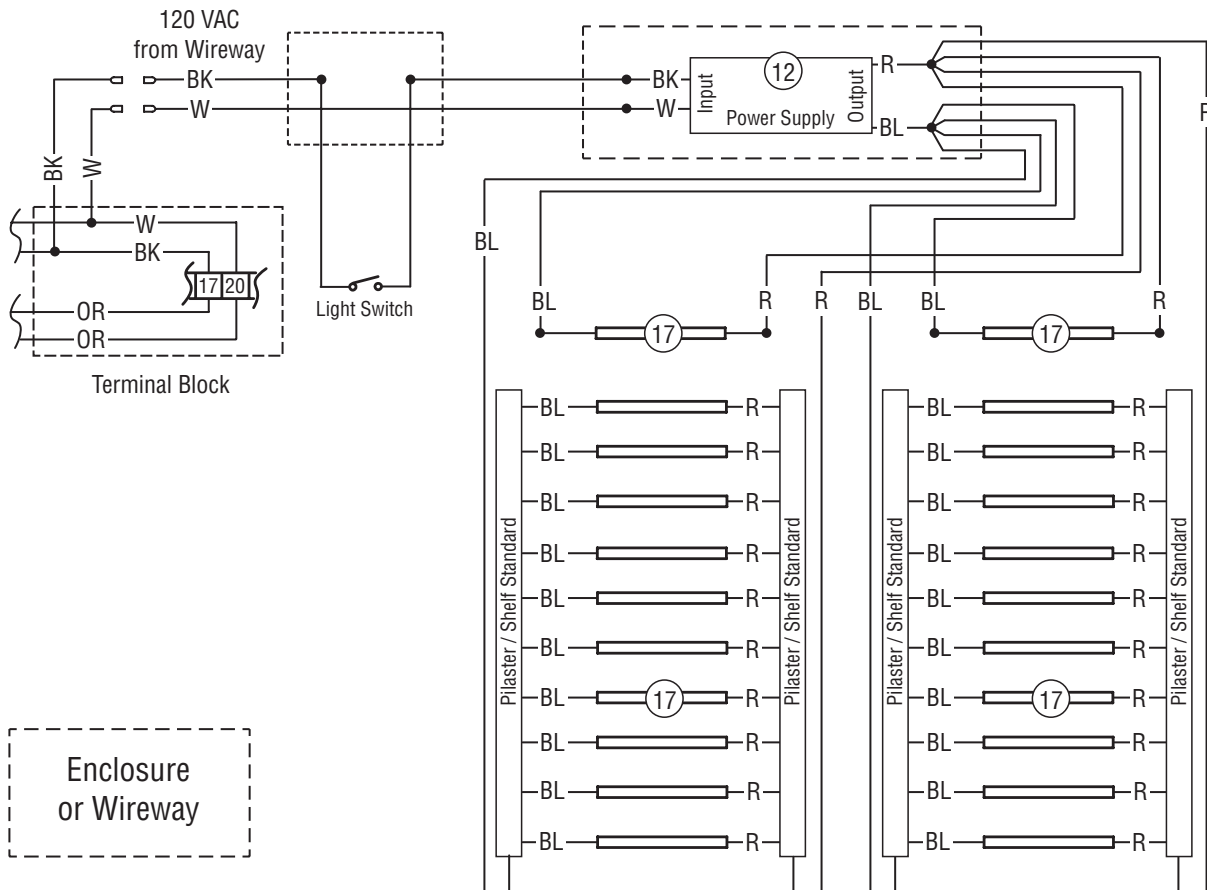 120 VAC
from Wireway
BK
W
BK
W
W
BK
17 20
OR
OR
Terminal Block
Light Switch
BK
W
Input
12
Power Supply
Output
R
BL
R
BL
BL
R
R
BL
BL
R
17
17
Pilaster / Shelf Standard
Pilaster / Shelf Standard
Pilaster / Shelf Standard
Pilaster / Shelf Standard
BL R BL R
BL R BL R
BL R BL R
BL R BL R
BL R BL R
BL R BL R
BL 17 R BL 17 R
BL R BL R
BL R BL R
BL R BL R
Enclosure
or Wireway